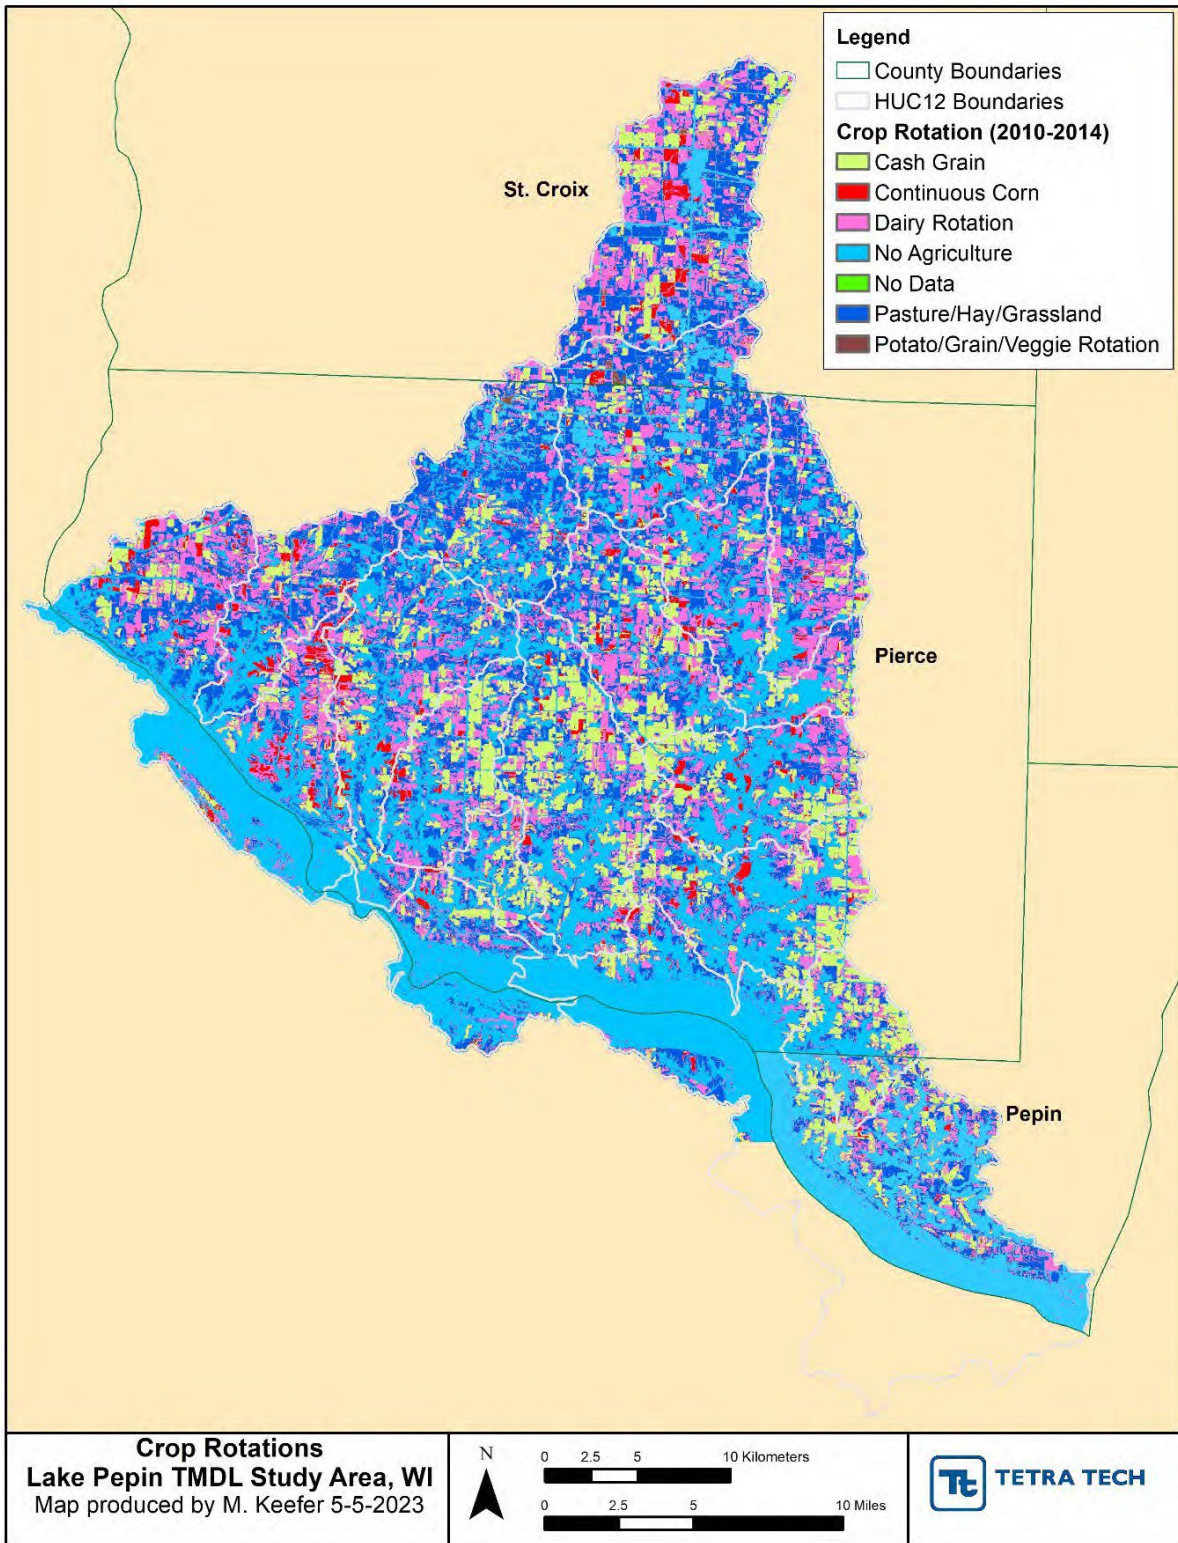 Legend
County Boundaries
HUC12 Boundaries
Crop Rotation (2010-2014)
Cash Grain
Continuous Corn
Dairy Rotation
No Agriculture
No Data
Pasture/Hay/Grassland
Potato/Grain/Veggie Rotation
St. Croix
Pierce
Pepin
Crop Rotations
Lake Pepin TMDL Study Area, WI
Map produced by M. Keefer 5-5-2023
N
0 2.5 5 10 Kilometers
0 2.5 5 10 Miles
Tt TETRA TECH